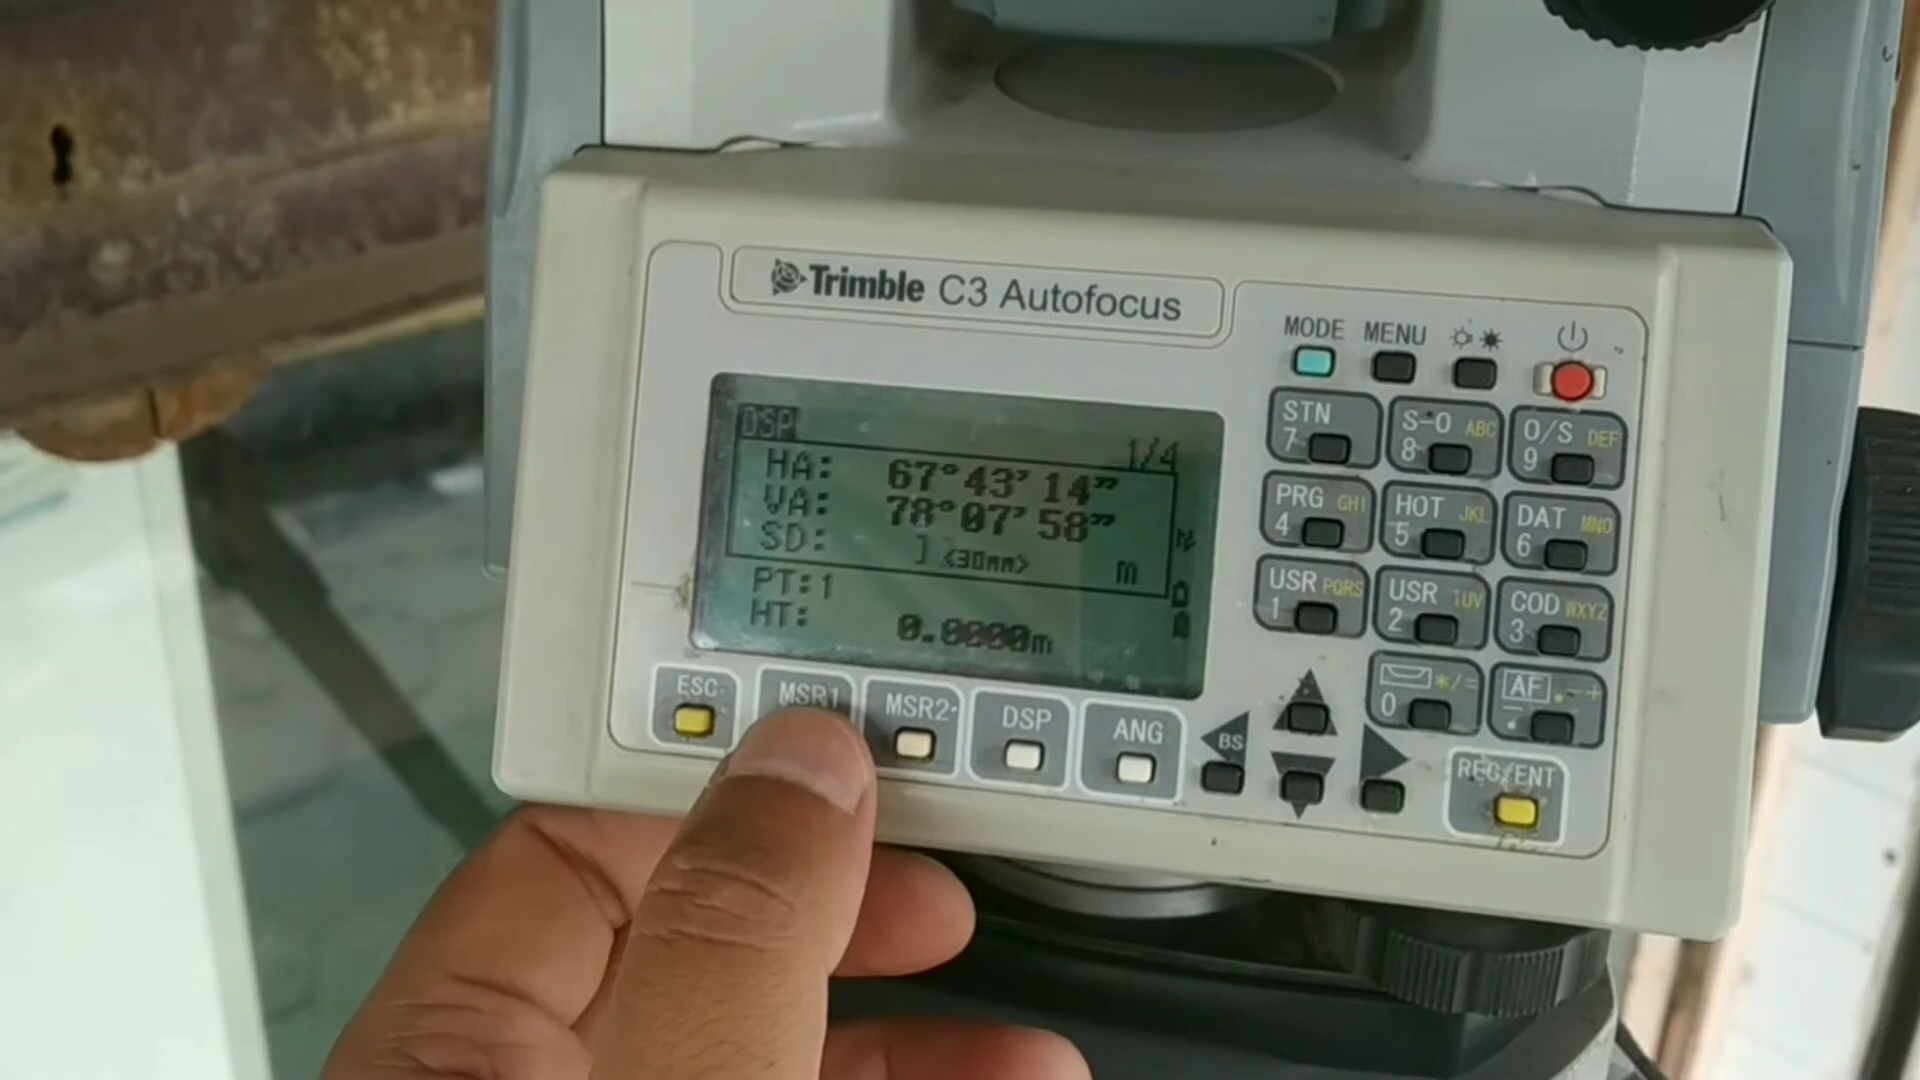 Trimble C3 Autofocus
MODE MENU
DSP
1/4
HA: 67°43'14"
VA: 78°07'58"
SD: ] <30mm> m
PT:1
HT: 0.0000m
STN 7
S-O ABC 8
O/S DEF 9
PRG GHI 4
HOT JKL 5
DAT MNO 6
USR PQRS 1
USR TUV 2
COD WXYZ 3
*/= 0
AF .-+
ESC
MSR1
MSR2
DSP
ANG
BS
REC/ENT